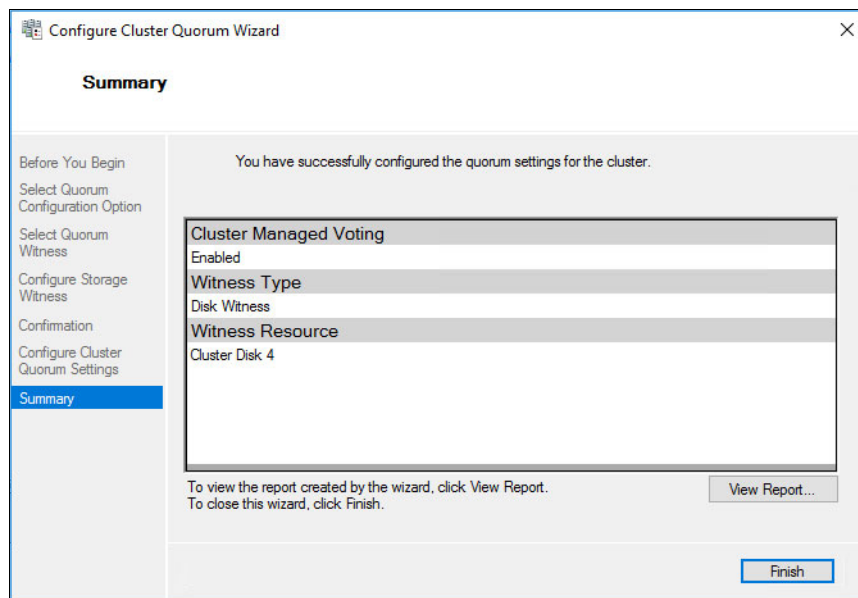 Configure Cluster Quorum Wizard
Summary
Before You Begin
Select Quorum
Configuration Option
Select Quorum
Witness
Configure Storage
Witness
Confirmation
Configure Cluster
Quorum Settings
Summary
You have successfully configured the quorum settings for the cluster.
Cluster Managed Voting
Enabled
Witness Type
Disk Witness
Witness Resource
Cluster Disk 4
To view the report created by the wizard, click View Report.
To close this wizard, click Finish.
View Report...
Finish